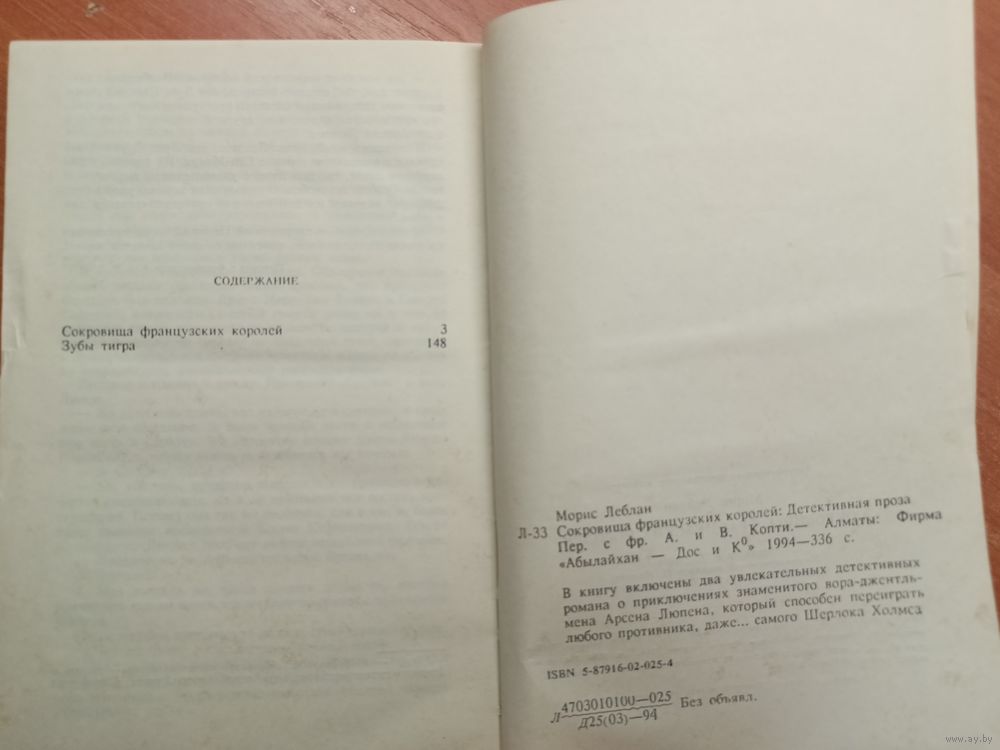 СОДЕРЖАНИЕ
Сокровища французских королей 3
Зубы тигра 148
Морис Леблан
Л-33 Сокровища французских королей: Детективная проза
Пер. с фр. А. и В. Копти.— Алматы: Фирма
«Абылайхан — Дос и К⁰» 1994—336 с.
В книгу включены два увлекательных детективных
романа о приключениях знаменитого вора-джентль-
мена Арсена Люпена, который способен переиграть
любого противника, даже... самого Шерлока Холмса
ISBN 5-87916-02-025-4
Л 4703010100—025
Д25(03)—94 Без объявл.
www.ay.by